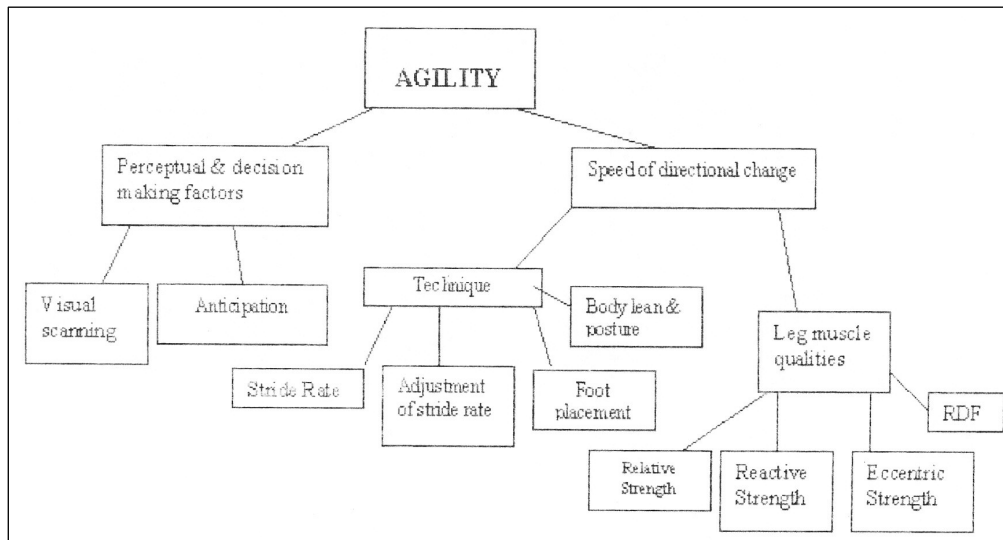 AGILITY
Perceptual & decision
making factors
Speed of directional change
Visual
scanning
Anticipation
Technique
Body lean &
posture
Leg muscle
qualities
Stride Rate
Adjustment
of stride rate
Foot
placement
RDF
Relative
Strength
Reactive
Strength
Eccentric
Strength